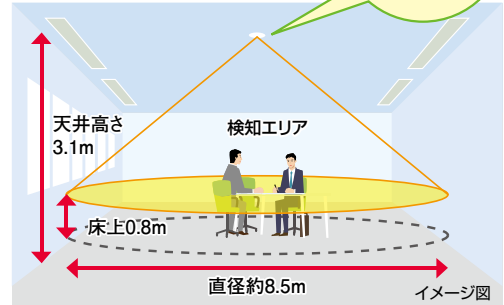 天井高さ
3.1m
検知エリア
床上0.8m
直径約8.5m
イメージ図